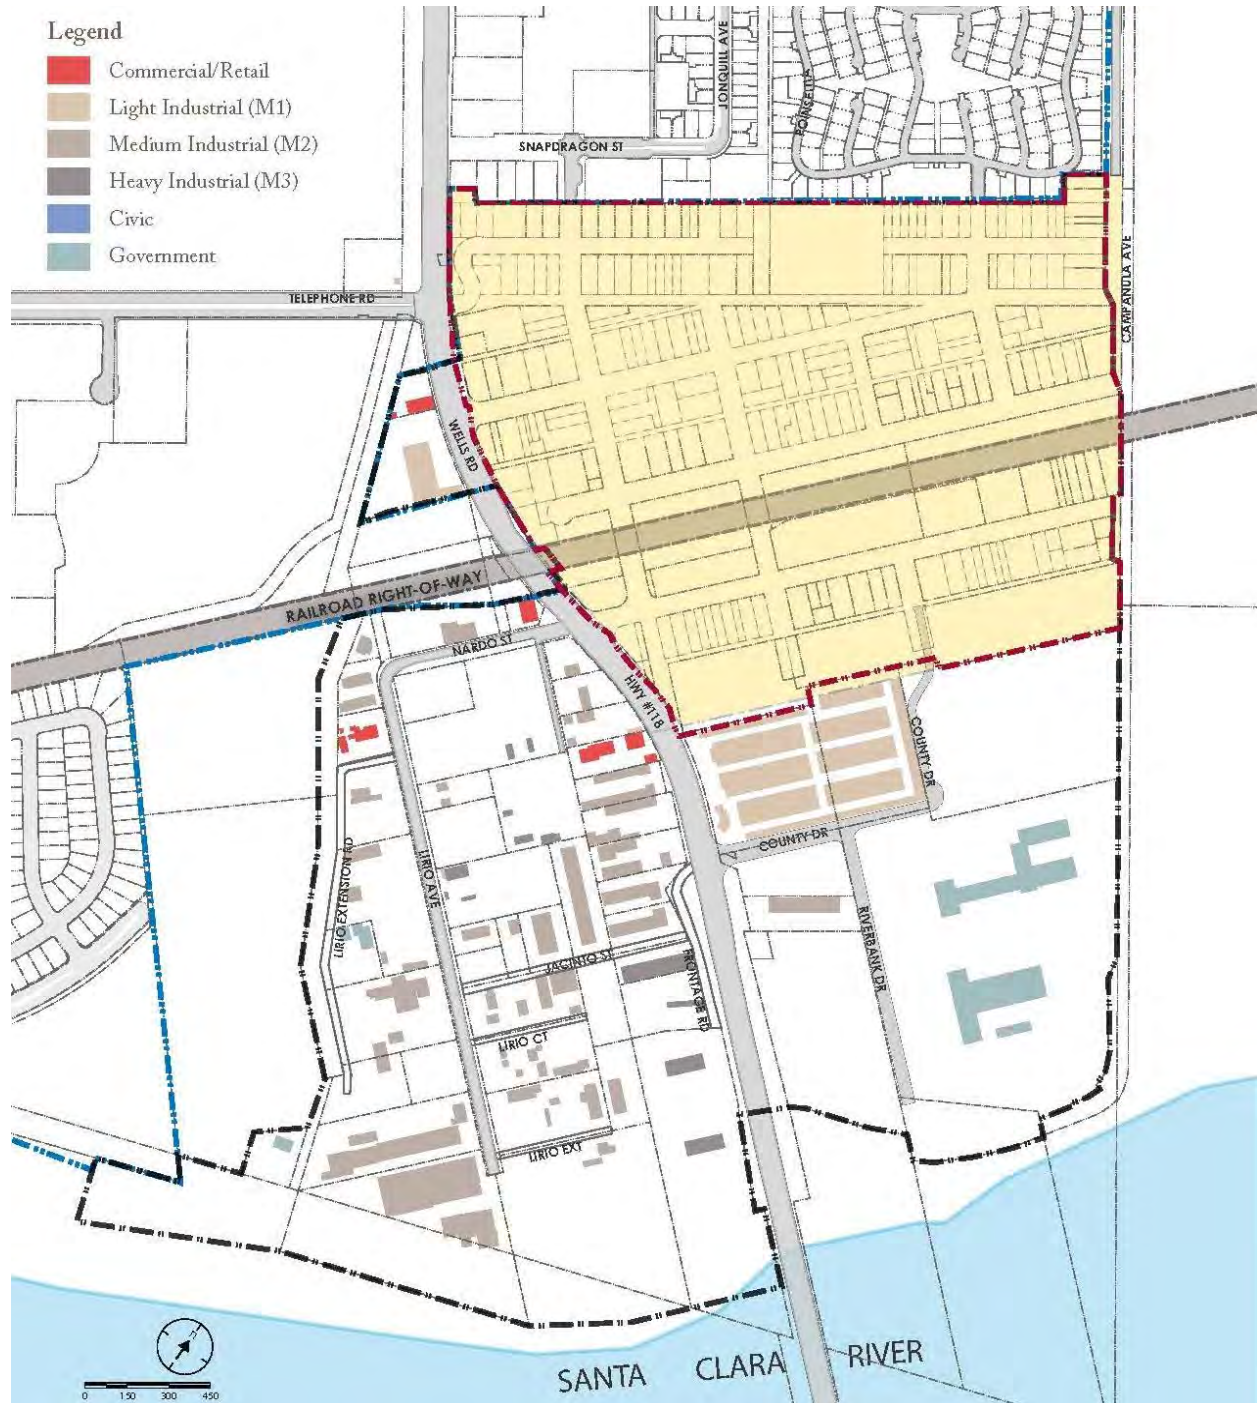 Legend
Commercial/Retail
Light Industrial (M1)
Medium Industrial (M2)
Heavy Industrial (M3)
Civic
Government
JONQUILL AVE
POINSETTIA
SNAPDRAGON ST
CAMPANULA AVE
TELEPHONE RD
WELLS RD
RAILROAD RIGHT-OF-WAY
NARDO ST
HWY #118
COUNTY DR
COUNTY DR
LIRIO EXTENSION RD
LIRIO AVE
RIVERBANK DR
JACINTO ST
FRONTAGE RD
LIRIO CT
LIRIO EXT
SANTA CLARA RIVER
0 150 300 450